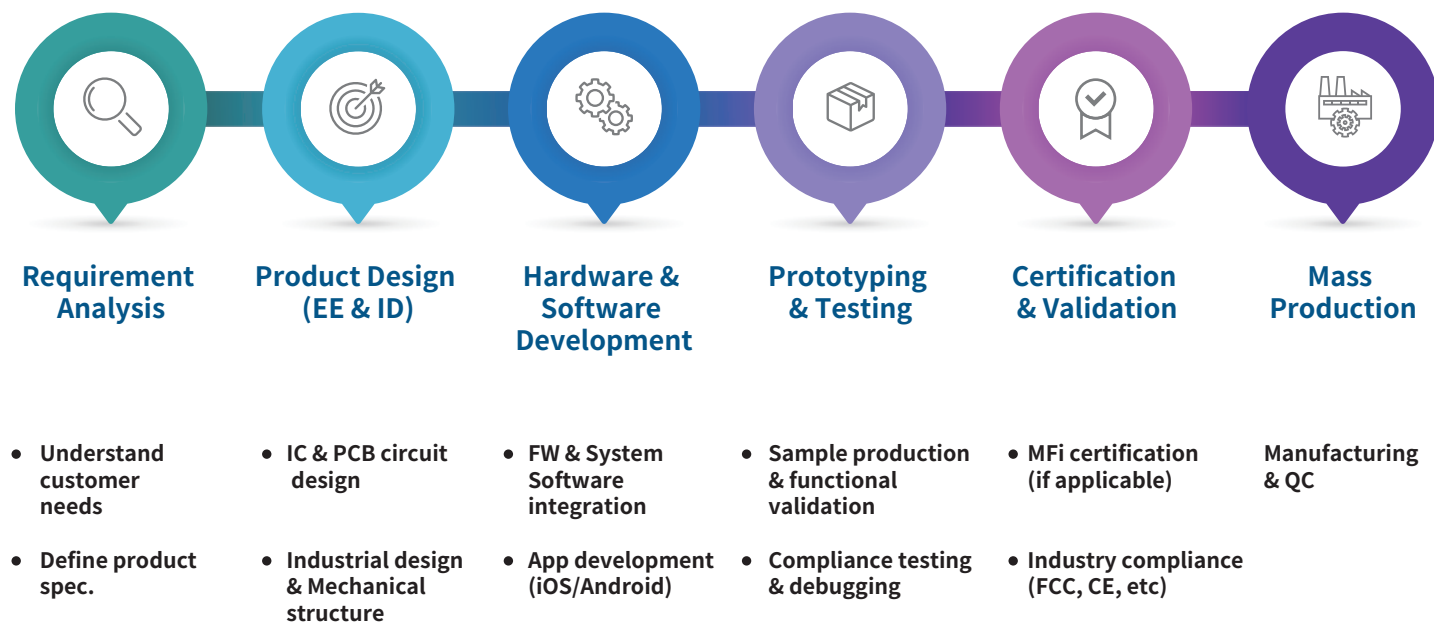 Requirement
Analysis
Product Design
(EE & ID)
Hardware &
Software
Development
Prototyping
& Testing
Certification
& Validation
Mass
Production
• Understand
customer
needs
• Define product
spec.
• IC & PCB circuit
design
• Industrial design
& Mechanical
structure
• FW & System
Software
integration
• App development
(iOS/Android)
• Sample production
& functional
validation
• Compliance testing
& debugging
• MFi certification
(if applicable)
• Industry compliance
(FCC, CE, etc)
Manufacturing
& QC